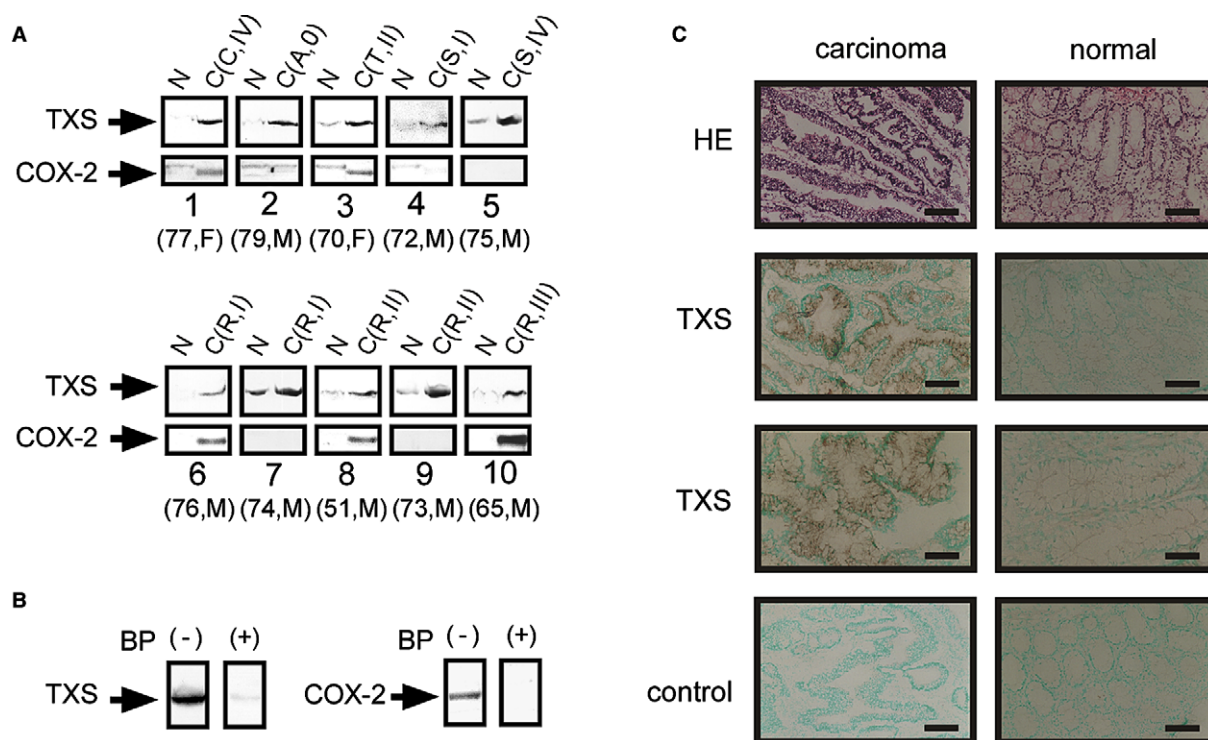 A
N C(C,IV) N C(A,0) N C(T,II) N C(S,I) N C(S,IV)
TXS
COX-2
1 2 3 4 5
(77,F) (79,M) (70,F) (72,M) (75,M)
N C(R,I) N C(R,I) N C(R,II) N C(R,II) N C(R,III)
TXS
COX-2
6 7 8 9 10
(76,M) (74,M) (51,M) (73,M) (65,M)
B
BP (-) (+) BP (-) (+)
TXS COX-2
C
carcinoma normal
HE
TXS
TXS
control